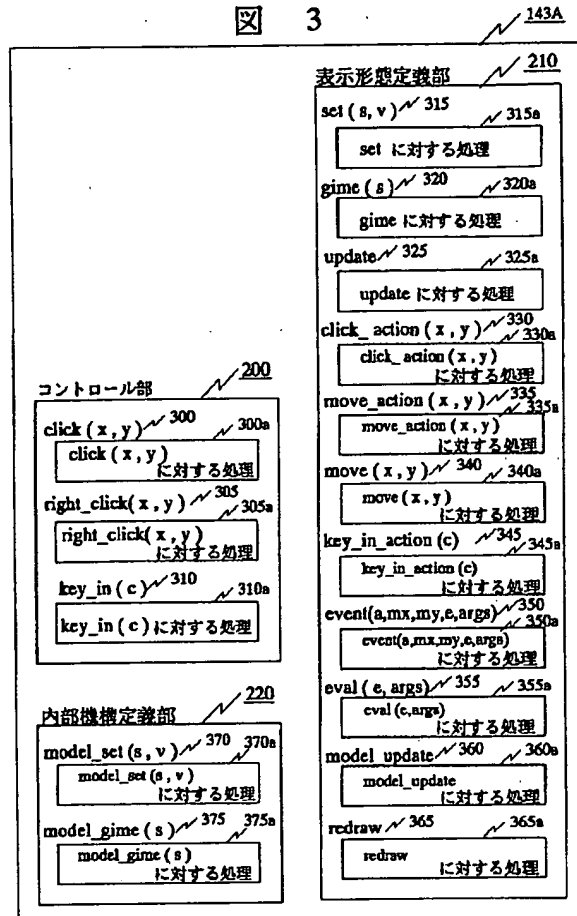 図 3
143A
表示形態定義部 210
set ( s, v ) 315
315a
set に対する処理
gime ( s ) 320
320a
gime に対する処理
update 325
325a
update に対する処理
click_ action ( x , y ) 330
330a
click_ action ( x , y )
に対する処理
move_action ( x , y ) 335
335a
move_action ( x , y )
に対する処理
move ( x , y ) 340
340a
move ( x , y )
に対する処理
key_in_action (c) 345
345a
key_in_action (c)
に対する処理
event(a,mx,my,e,args) 350
350a
event(a,mx,my,e,args)
に対する処理
eval ( e, args) 355
355a
eval (e,args)
に対する処理
model_update 360
360a
model_update
に対する処理
redraw 365
365a
redraw
に対する処理
コントロール部 200
click ( x , y ) 300
300a
click ( x , y )
に対する処理
right_click( x , y ) 305
305a
right_click( x , y )
に対する処理
key_in ( c ) 310
310a
key_in ( c ) に対する処理
内部機構定義部 220
model_set ( s , v ) 370
370a
model_set ( s , v )
に対する処理
model_gime ( s ) 375
375a
model_gime ( s )
に対する処理